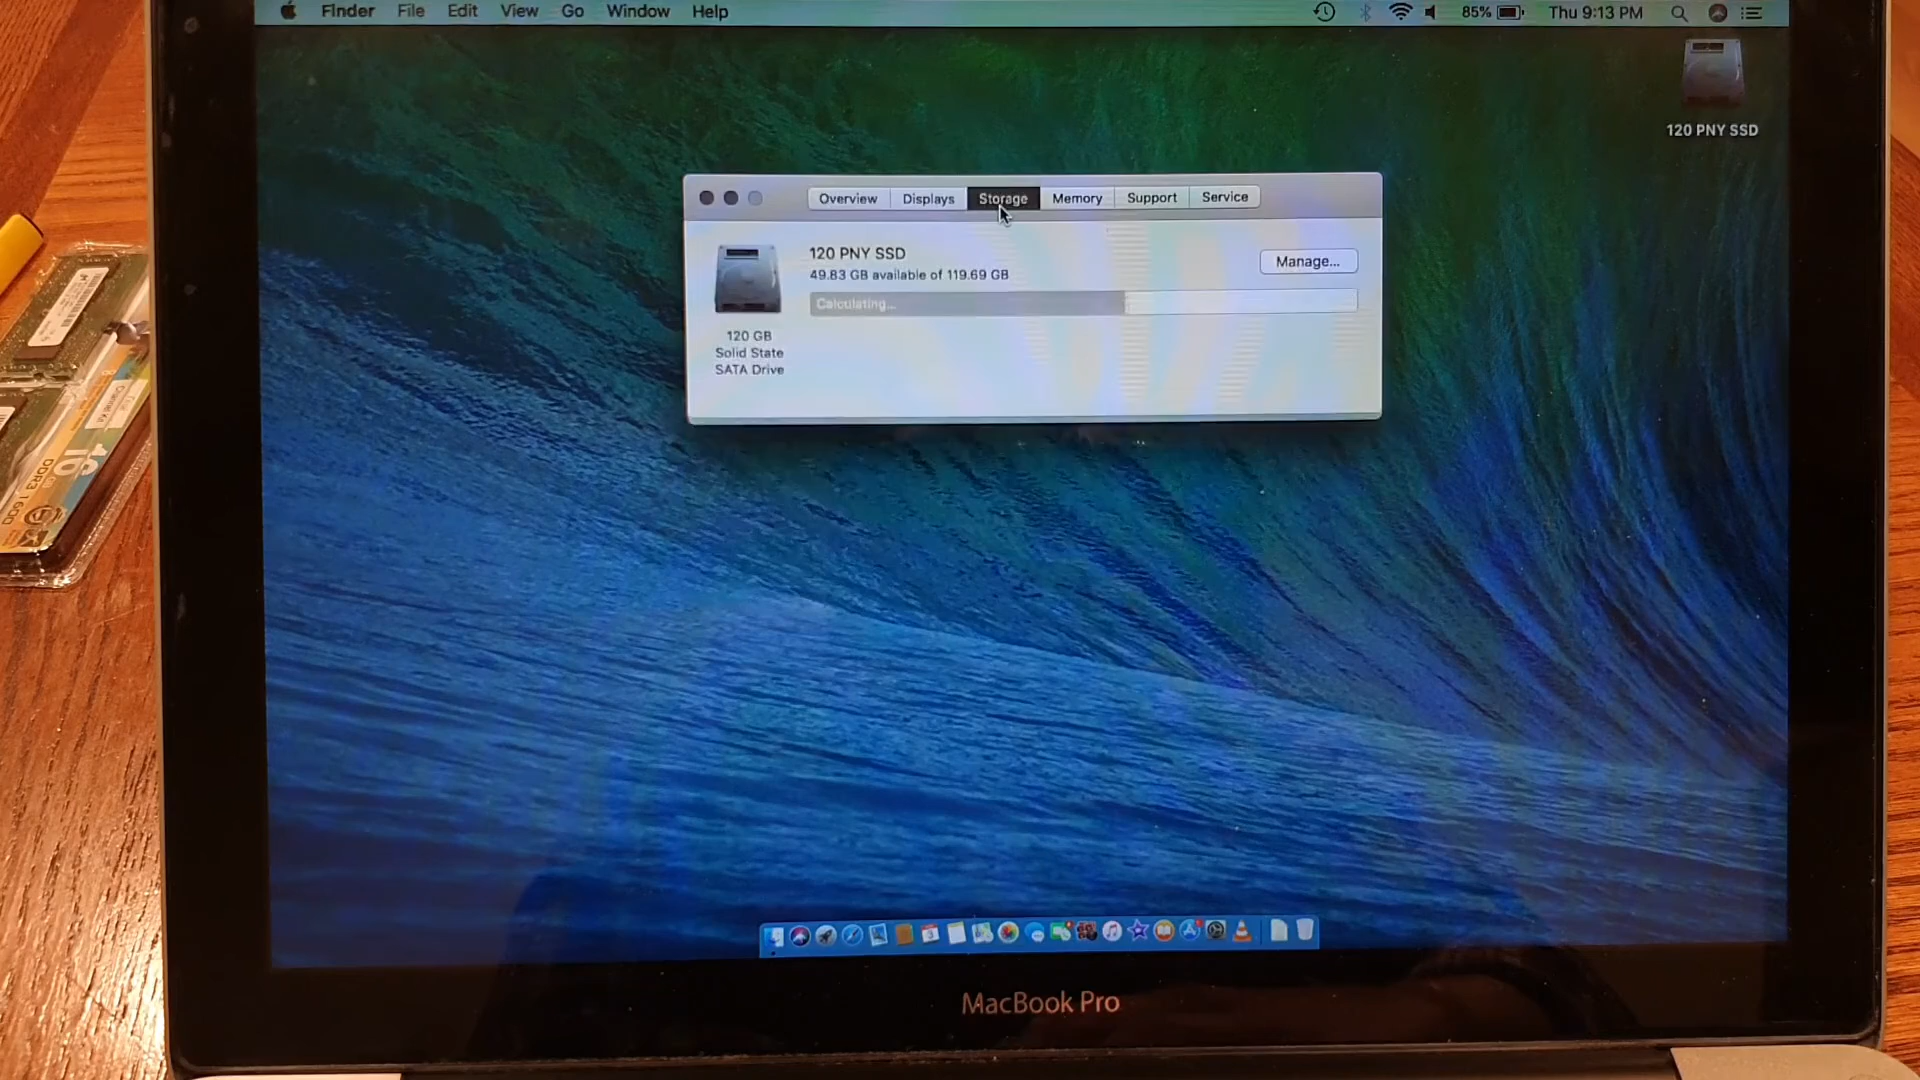 Finder File Edit View Go Window Help 85% Thu 9:13 PM
120 PNY SSD
Overview Displays Storage Memory Support Service
120 PNY SSD
Manage...
49.83 GB available of 119.69 GB
Calculating...
120 GB
Solid State
SATA Drive
DDR3 1600
MacBook Pro